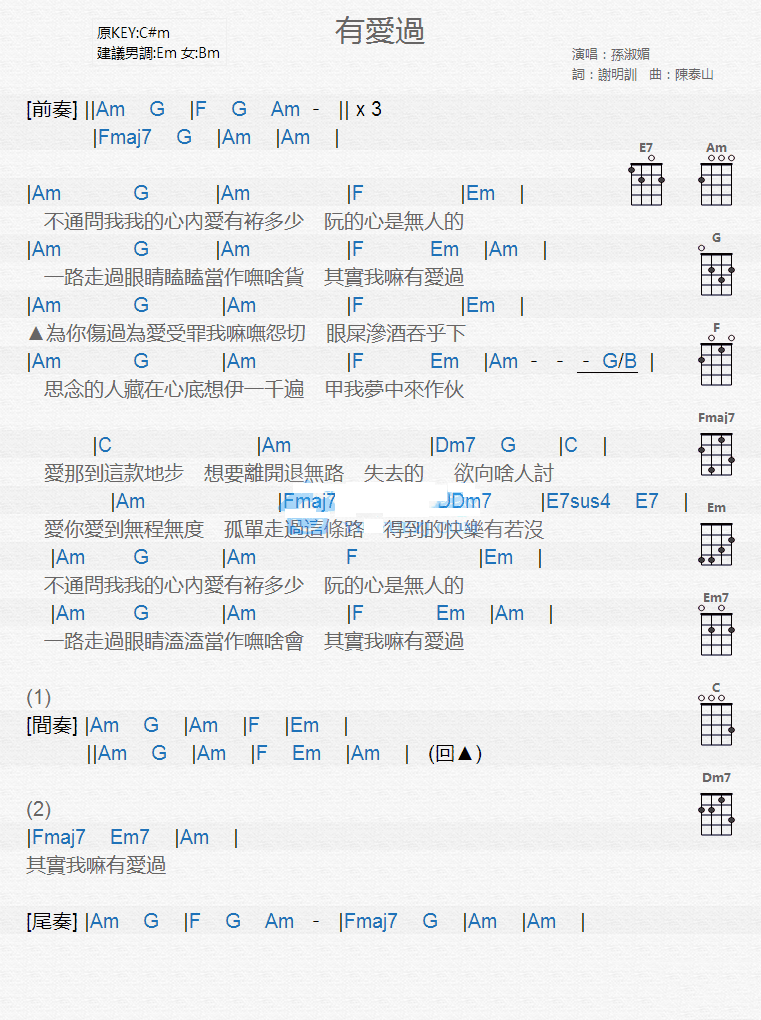 有愛過
原KEY:C#m
建議男調:Em 女:Bm
演唱：孫淑媚
詞：謝明訓　曲：陳泰山
[前奏] ||Am G |F G Am - || x 3
|Fmaj7 G |Am |Am |
|Am G |Am |F |Em |
不通問我我的心內愛有袸多少　阮的心是無人的
|Am G |Am |F Em |Am |
一路走過眼睛瞌瞌當作嘸啥貨　其實我嘛有愛過
|Am G |Am |F |Em |
▲為你傷過為愛受罪我嘛嘸怨切　眼屎滲酒吞乎下
|Am G |Am |F Em |Am - - - G/B |
思念的人藏在心底想伊一千遍　甲我夢中來作伙
|C |Am |Dm7 G |C |
愛那到這款地步　想要離開退無路　失去的　欲向啥人討
|Am |Fmaj7 Dm7 |E7sus4 E7 |
愛你愛到無程無度　孤單走過這條路　得到的快樂有若沒
|Am G |Am F |Em |
不通問我我的心內愛有袸多少　阮的心是無人的
|Am G |Am |F Em |Am |
一路走過眼睛溘溘當作嘸啥會　其實我嘛有愛過
(1)
[間奏] |Am G |Am |F |Em |
||Am G |Am |F Em |Am | (回▲)
(2)
|Fmaj7 Em7 |Am |
其實我嘛有愛過
[尾奏] |Am G |F G Am - |Fmaj7 G |Am |Am |
E7
Am
G
F
Fmaj7
Em
Em7
C
Dm7